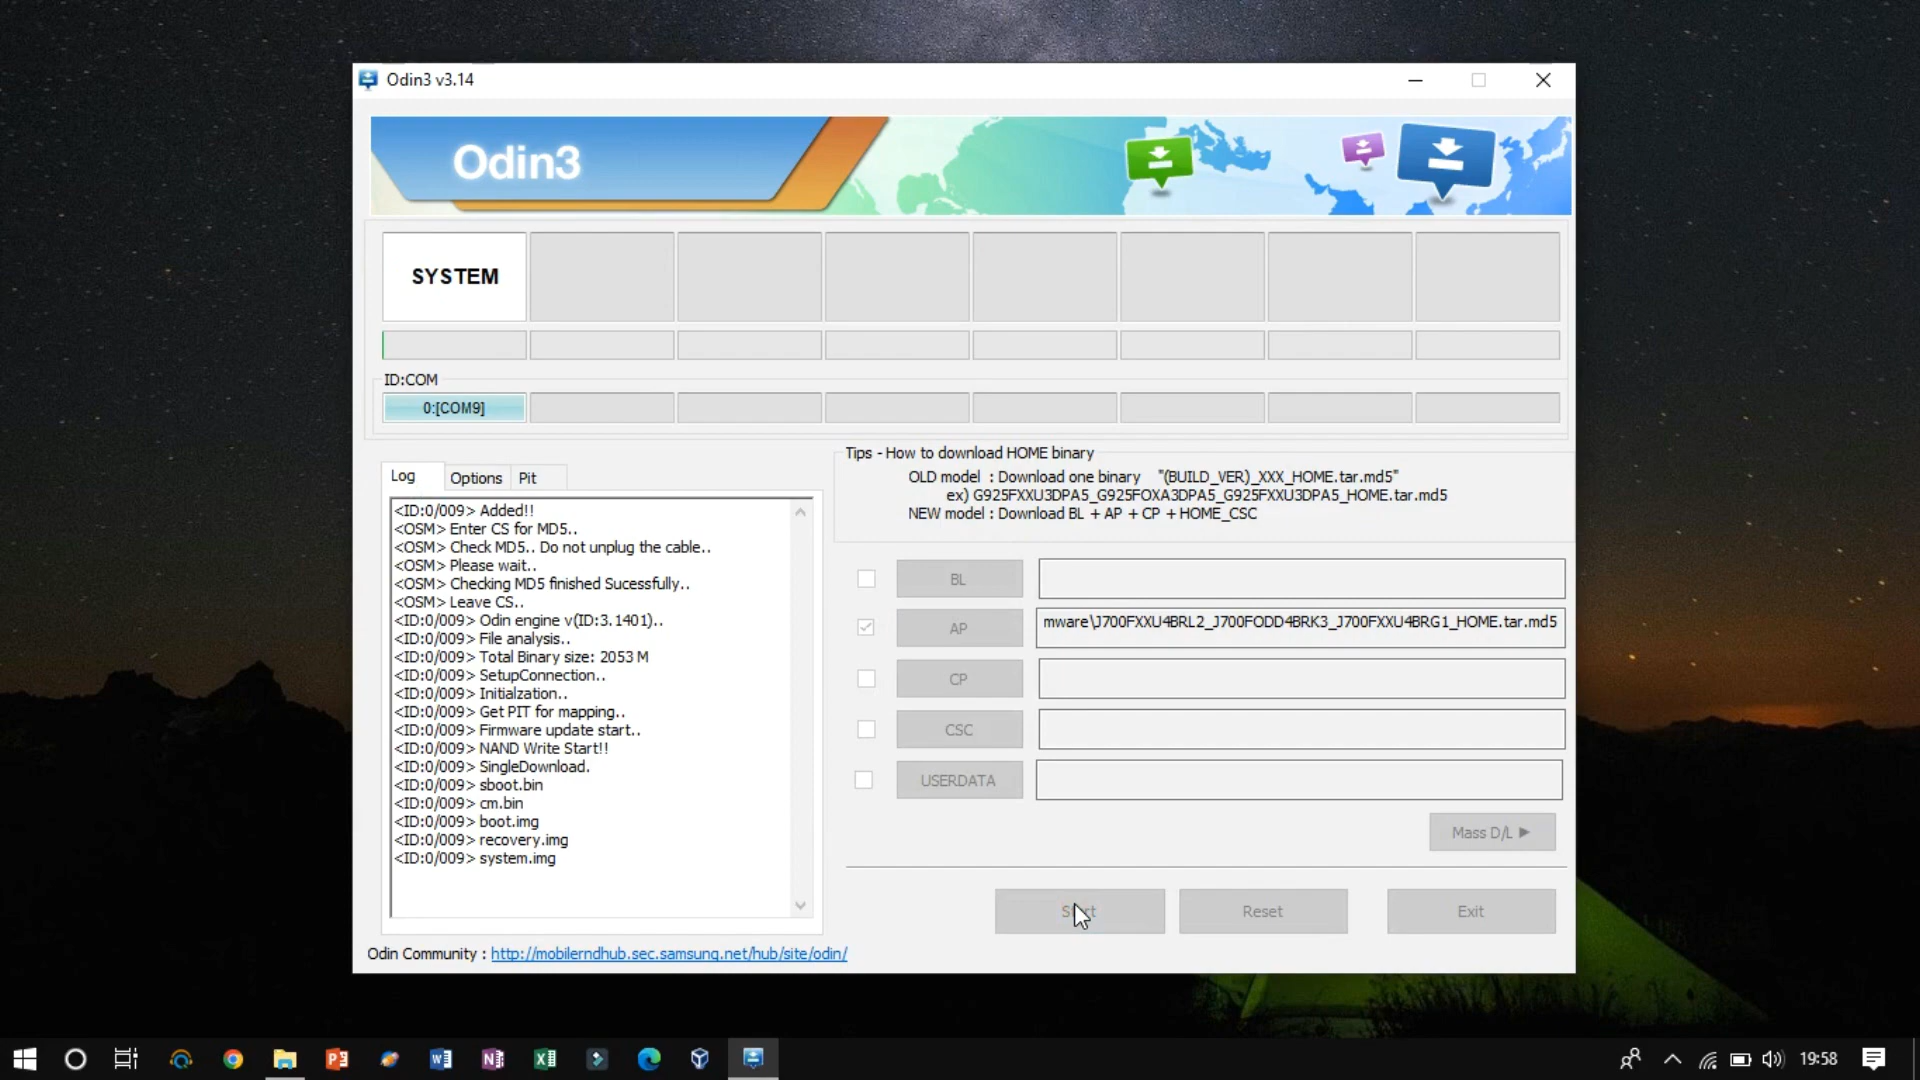 Odin3 v3.14
Odin3
SYSTEM
ID:COM
0:[COM9]
Log
Options
Pit
<ID:0/009> Added!!
<OSM> Enter CS for MD5..
<OSM> Check MD5.. Do not unplug the cable..
<OSM> Please wait..
<OSM> Checking MD5 finished Sucessfully..
<OSM> Leave CS..
<ID:0/009> Odin engine v(ID:3.1401)..
<ID:0/009> File analysis..
<ID:0/009> Total Binary size: 2053 M
<ID:0/009> SetupConnection..
<ID:0/009> Initialzation..
<ID:0/009> Get PIT for mapping..
<ID:0/009> Firmware update start..
<ID:0/009> NAND Write Start!!
<ID:0/009> SingleDownload.
<ID:0/009> sboot.bin
<ID:0/009> cm.bin
<ID:0/009> boot.img
<ID:0/009> recovery.img
<ID:0/009> system.img
Tips - How to download HOME binary
OLD model : Download one binary "(BUILD_VER)_XXX_HOME.tar.md5"
ex) G925FXXU3DPA5_G925FOXA3DPA5_G925FXXU3DPA5_HOME.tar.md5
NEW model : Download BL + AP + CP + HOME_CSC
BL
AP mware\J700FXXU4BRL2_J700FODD4BRK3_J700FXXU4BRG1_HOME.tar.md5
CP
CSC
USERDATA
Mass D/L
Start
Reset
Exit
Odin Community : http://mobilerndhub.sec.samsung.net/hub/site/odin/
19:58